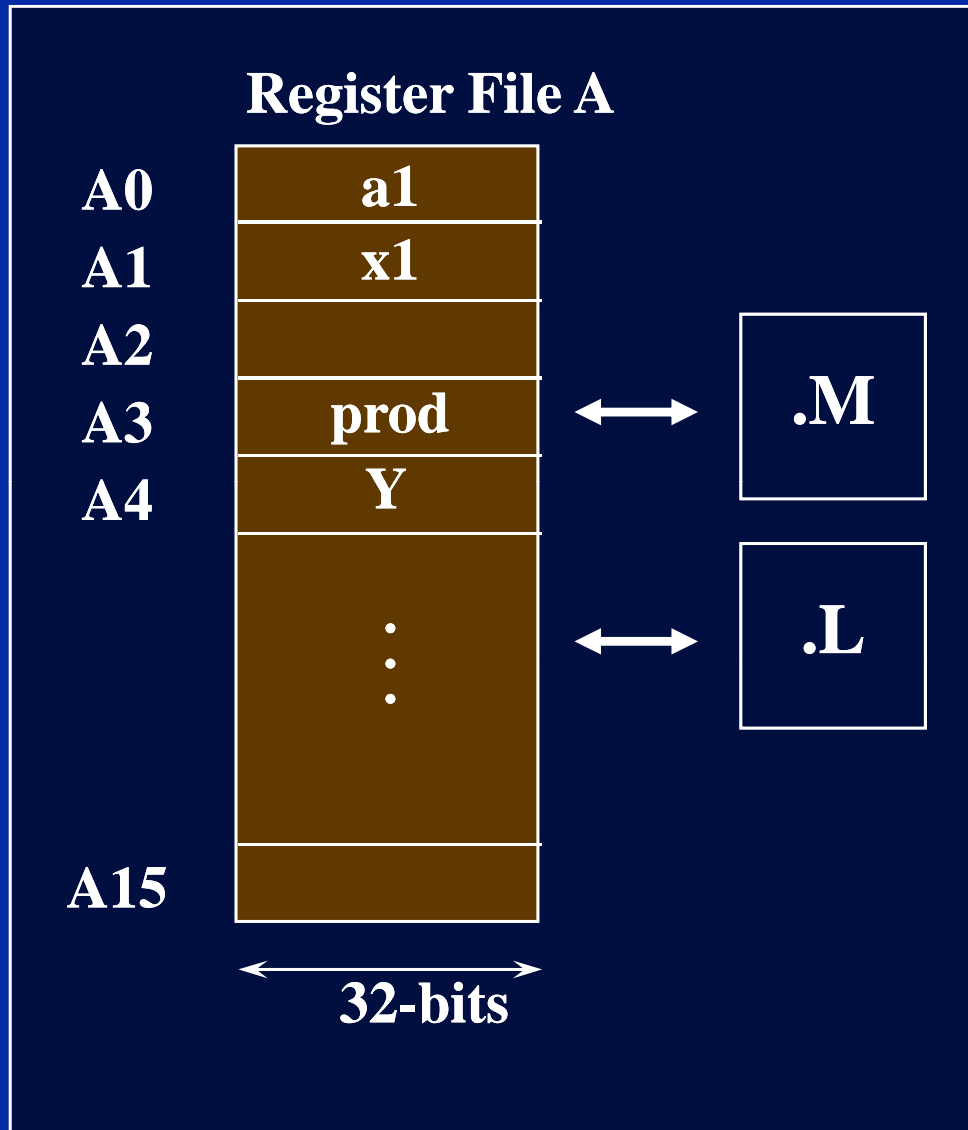 Register File A
A0 a1
A1 x1
A2
A3 prod .M
A4 Y
.L
A15
32-bits